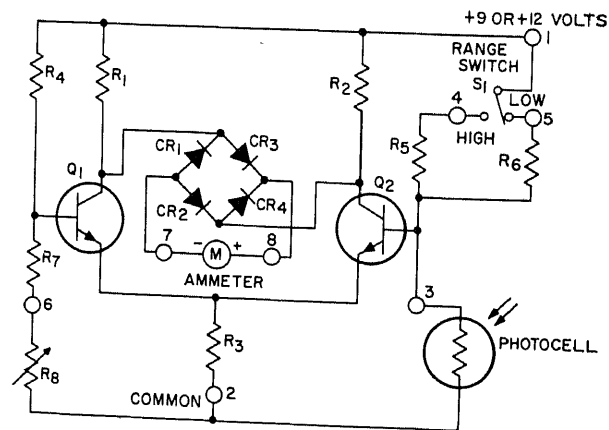 +9 OR +12 VOLTS
1
RANGE
SWITCH
S1
R4
R1
R2
4
LOW
5
HIGH
R5
R6
CR1
CR3
Q1
Q2
CR2
CR4
7
- M +
8
AMMETER
R7
6
3
R3
R8
PHOTOCELL
COMMON
2